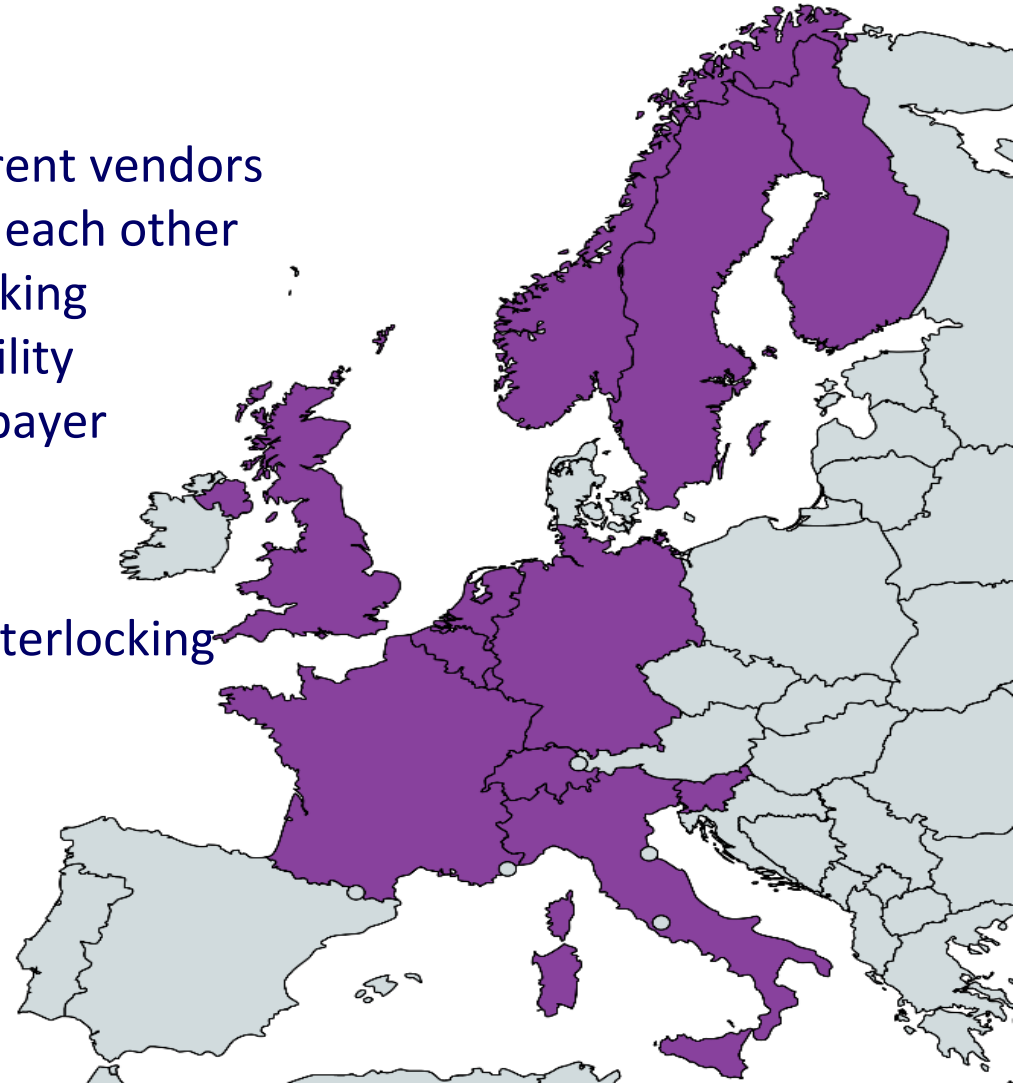 rent vendors
each other
king
ility
payer
terlocking